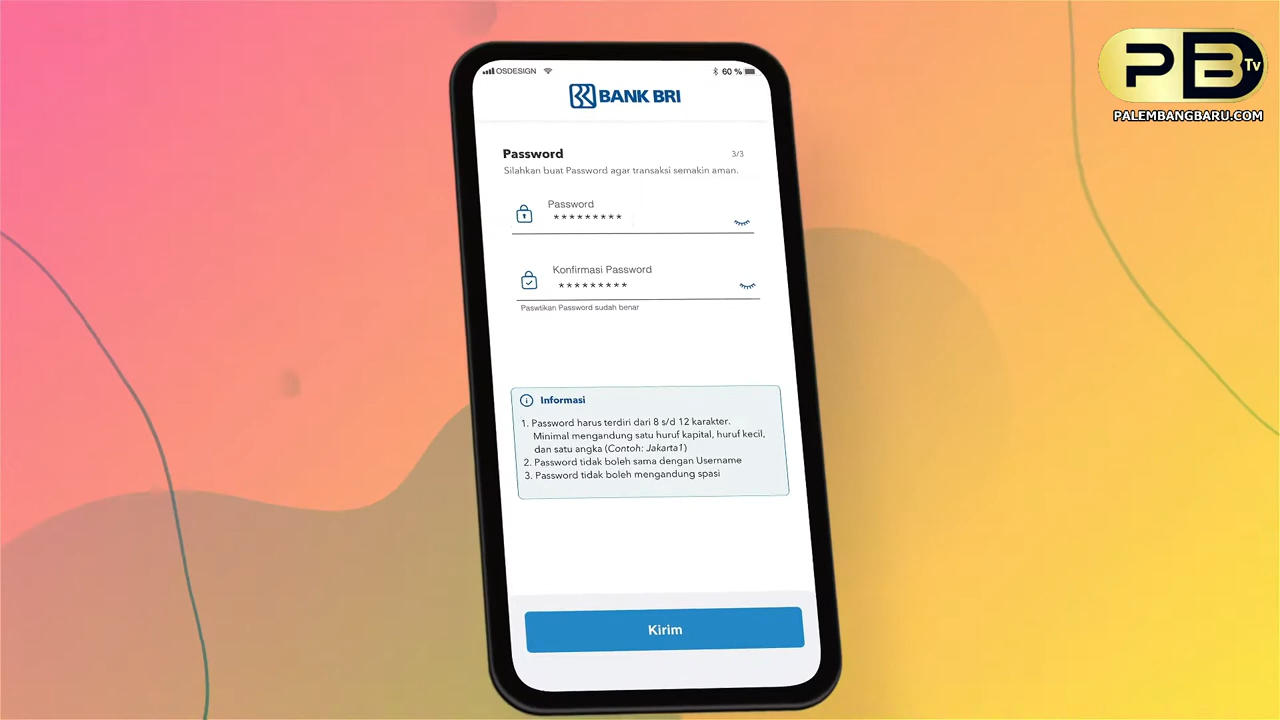 PB Tv
PALEMBANGBARU.COM
OSDESIGN
60 %
BANK BRI
Password
3/3
Silahkan buat Password agar transaksi semakin aman.
Password
*********
Konfirmasi Password
*********
Paswtikan Password sudah benar
Informasi
1. Password harus terdiri dari 8 s/d 12 karakter.
Minimal mengandung satu huruf kapital, huruf kecil,
dan satu angka (Contoh: Jakarta1)
2. Password tidak boleh sama dengan Username
3. Password tidak boleh mengandung spasi
Kirim